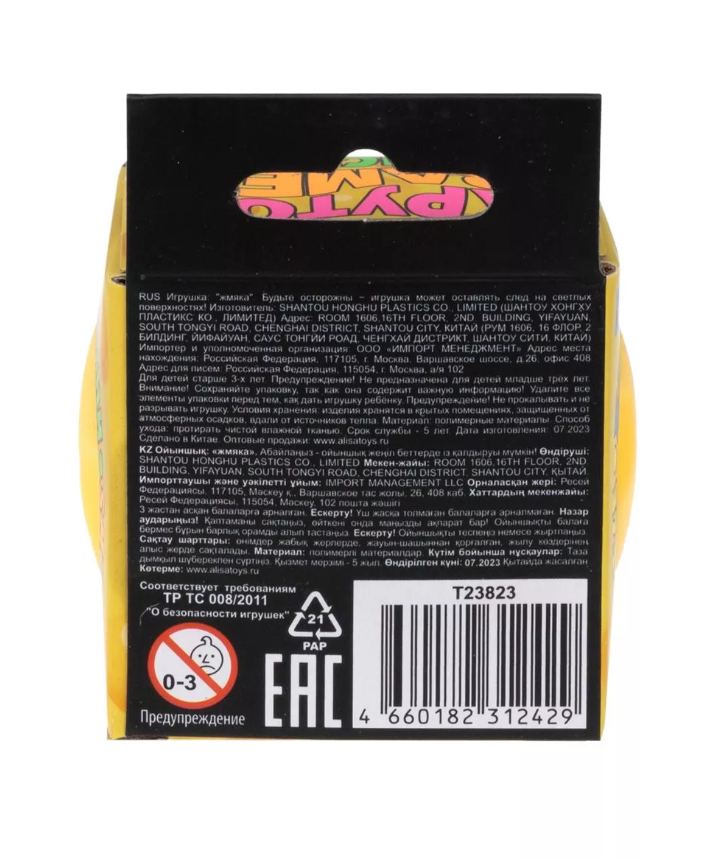 КРУТО
GAME
RUS Игрушка: "жмяка". Будьте осторожны – игрушка может оставлять след на светлых
поверхностях! Изготовитель: SHANTOU HONGHU PLASTICS CO., LIMITED (ШАНТОУ ХОНГХУ
ПЛАСТИКС КО., ЛИМИТЕД) Адрес: ROOM 1606,16TH FLOOR, 2ND BUILDING, YIFAYUAN,
SOUTH TONGYI ROAD, CHENGHAI DISTRICT, SHANTOU CITY, КИТАЙ (РУМ 1606, 16 ФЛОР, 2
БИЛДИНГ, ЙИФАЙУАН, САУС ТОНГИИ РОАД, ЧЕНГХАЙ ДИСТРИКТ, ШАНТОУ СИТИ, КИТАЙ)
Импортер и уполномоченная организация: ООО «ИМПОРТ МЕНЕДЖМЕНТ» Адрес места
нахождения: Российская Федерация, 117105, г. Москва, Варшавское шоссе, д.26, офис 408
Адрес для писем: Российская Федерация, 115054, г. Москва, а/я 102
Для детей старше 3-х лет. Предупреждение! Не предназначена для детей младше трёх лет.
Внимание! Сохраняйте упаковку, так как она содержит важную информацию! Удалите все
элементы упаковки перед тем, как дать игрушку ребёнку. Предупреждение! Не прокалывать и не
разрывать игрушку. Условия хранения: изделия хранятся в крытых помещениях, защищенных от
атмосферных осадков, вдали от источников тепла. Материал: полимерные материалы. Способ
ухода: протирать чистой влажной тканью. Срок службы - 5 лет. Дата изготовления: 07.2023
Сделано в Китае. Оптовые продажи: www.alisatoys.ru
KZ Ойыншық: «жмяка». Абайлаңыз - ойыншық жеңіл беттерде із қалдыруы мүмкін! Өндіруші:
SHANTOU HONGHU PLASTICS CO., LIMITED Мекен-жайы: ROOM 1606,16TH FLOOR, 2ND
BUILDING, YIFAYUAN, SOUTH TONGYI ROAD, CHENGHAI DISTRICT, SHANTOU CITY, ҚЫТАЙ.
Импорттаушы және уәкілетті ұйым: IMPORT MANAGEMENT LLC Орналасқан жері: Ресей
Федерациясы, 117105, Мәскеу қ., Варшавское тас жолы, 26, 408 каб. Хаттардың мекенжайы:
Ресей Федерациясы, 115054, Мәскеу, 102 пошта жәшігі
3 жастан асқан балаларға арналған. Ескерту! Үш жасқа толмаған балаларға арналмаған. Назар
аударыңыз! Қаптаманы сақтаңыз, өйткені онда маңызды ақпарат бар! Ойыншықты балаға
бермес бұрын барлық орамды алып тастаңыз. Ескерту! Ойыншықты теспеңіз немесе жыртпаңыз.
Сақтау шарттары: өнімдер жабық жерлерде, жауын-шашыннан қорғалған, жылу көздерінен
алыс жерде сақталады. Материал: полимерлі материалдар. Күтім бойынша нұсқаулар: Таза
дымқыл шүберекпен сүртіңіз. Қызмет мерзімі - 5 жыл. Өндірілген күні: 07.2023 Қытайда жасалған
Көтерме: www.alisatoys.ru
Соответствует требованиям
ТР ТС 008/2011
"О безопасности игрушек"
21
PAP
0-3
Предупреждение
EAC
T23823
4 660182 312429